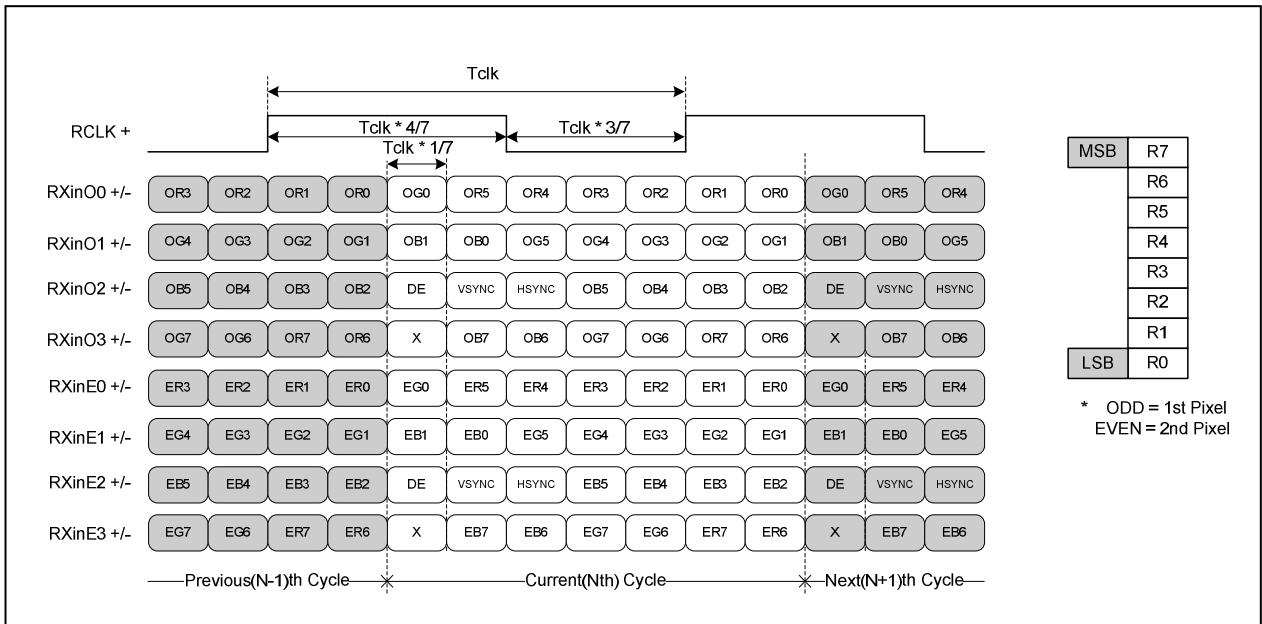 Tclk
RCLK +
Tclk * 4/7
Tclk * 3/7
Tclk * 1/7
RXinO0 +/- OR3 OR2 OR1 OR0 OG0 OR5 OR4 OR3 OR2 OR1 OR0 OG0 OR5 OR4
RXinO1 +/- OG4 OG3 OG2 OG1 OB1 OB0 OG5 OG4 OG3 OG2 OG1 OB1 OB0 OG5
RXinO2 +/- OB5 OB4 OB3 OB2 DE VSYNC HSYNC OB5 OB4 OB3 OB2 DE VSYNC HSYNC
RXinO3 +/- OG7 OG6 OR7 OR6 X OB7 OB6 OG7 OG6 OR7 OR6 X OB7 OB6
RXinE0 +/- ER3 ER2 ER1 ER0 EG0 ER5 ER4 ER3 ER2 ER1 ER0 EG0 ER5 ER4
RXinE1 +/- EG4 EG3 EG2 EG1 EB1 EB0 EG5 EG4 EG3 EG2 EG1 EB1 EB0 EG5
RXinE2 +/- EB5 EB4 EB3 EB2 DE VSYNC HSYNC EB5 EB4 EB3 EB2 DE VSYNC HSYNC
RXinE3 +/- EG7 EG6 ER7 ER6 X EB7 EB6 EG7 EG6 ER7 ER6 X EB7 EB6
Previous(N-1)th Cycle Current(Nth) Cycle Next(N+1)th Cycle
MSB R7
R6
R5
R4
R3
R2
R1
LSB R0
* ODD = 1st Pixel
EVEN = 2nd Pixel